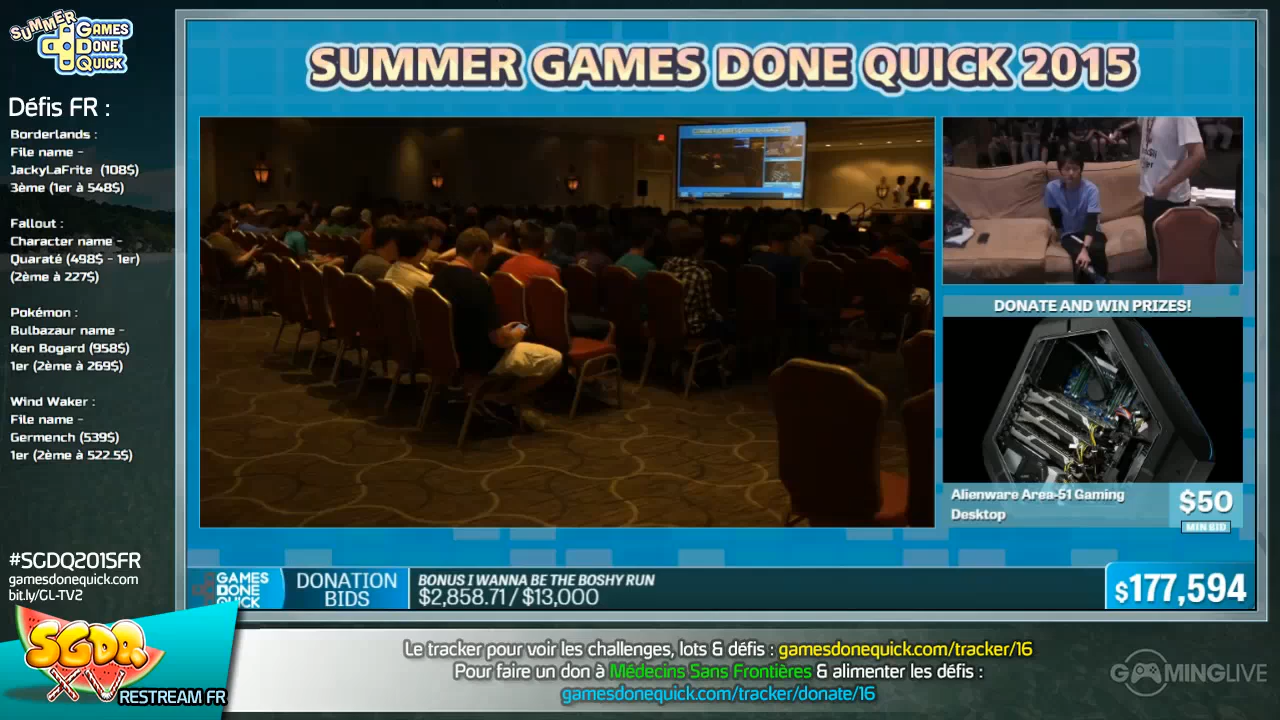 SUMMER
GAMES
DONE
QUICK
Défis FR :
Borderlands :
File name -
JackyLaFrite (108$)
3ème (1er à 548$)
Fallout :
Character name -
Quaraté (498$ - 1er)
(2ème à 227$)
Pokémon :
Bulbazaur name -
Ken Bogard (958$)
1er (2ème à 269$)
Wind Waker :
File name -
Germench (539$)
1er (2ème à 522.5$)
#SGDQ2015FR
gamesdonequick.com
bit.ly/GL-TV2
SGDQ
XV
RESTREAM FR
SUMMER GAMES DONE QUICK 2015
DONATE AND WIN PRIZES!
Alienware Area-51 Gaming
Desktop
$50
MIN BID
GAMES
DONE
QUICK
DONATION
BIDS
BONUS I WANNA BE THE BOSHY RUN
$2,858.71 / $13,000
$177,594
Le tracker pour voir les challenges, lots & défis : gamesdonequick.com/tracker/16
Pour faire un don à Médecins Sans Frontières & alimenter les défis :
gamesdonequick.com/tracker/donate/16
GAMING LIVE